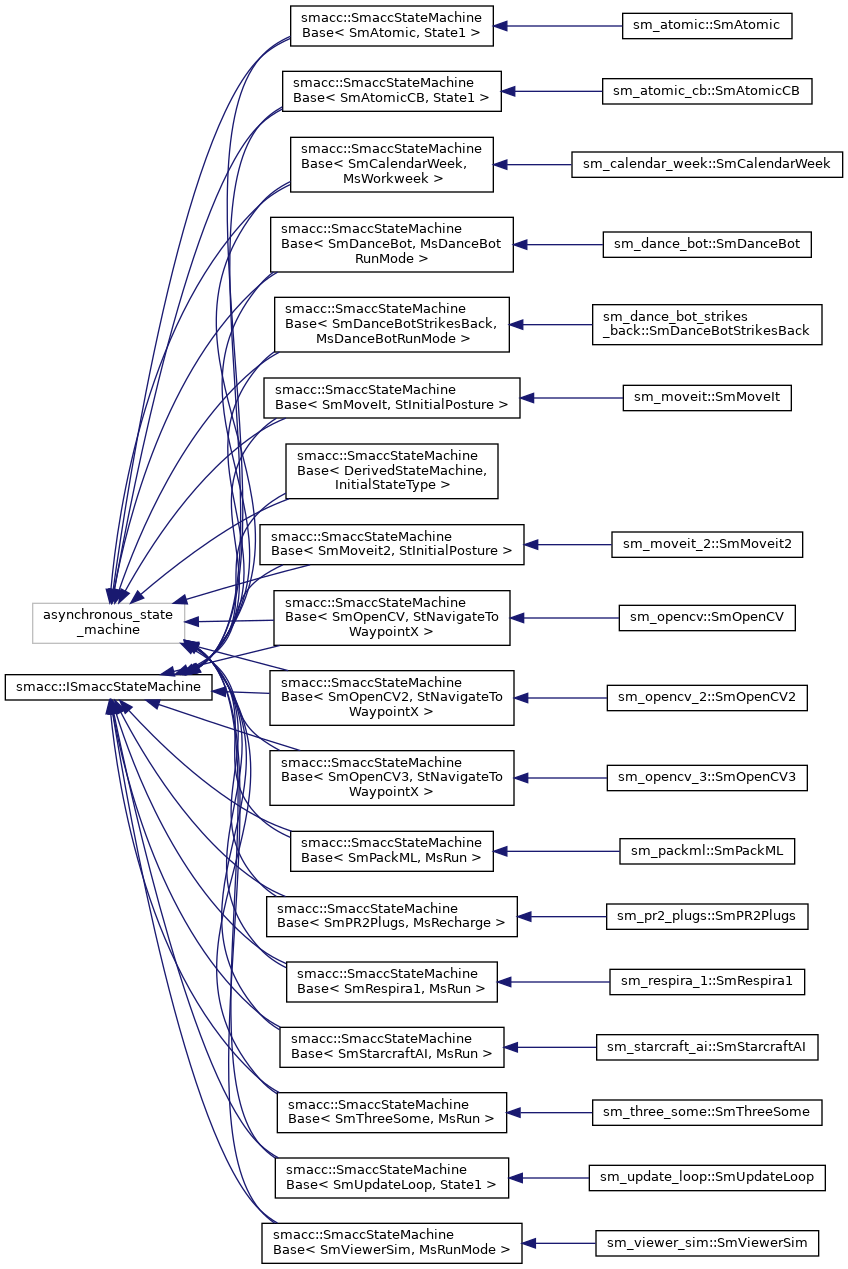 smacc::SmaccStateMachine
Base< SmAtomic, State1 >
sm_atomic::SmAtomic
smacc::SmaccStateMachine
Base< SmAtomicCB, State1 >
sm_atomic_cb::SmAtomicCB
smacc::SmaccStateMachine
Base< SmCalendarWeek,
MsWorkweek >
sm_calendar_week::SmCalendarWeek
smacc::SmaccStateMachine
Base< SmDanceBot, MsDanceBot
RunMode >
sm_dance_bot::SmDanceBot
smacc::SmaccStateMachine
Base< SmDanceBotStrikesBack,
MsDanceBotRunMode >
sm_dance_bot_strikes
_back::SmDanceBotStrikesBack
smacc::SmaccStateMachine
Base< SmMoveIt, StInitialPosture >
sm_moveit::SmMoveIt
smacc::SmaccStateMachine
Base< DerivedStateMachine,
InitialStateType >
smacc::SmaccStateMachine
Base< SmMoveit2, StInitialPosture >
sm_moveit_2::SmMoveit2
asynchronous_state
_machine
smacc::SmaccStateMachine
Base< SmOpenCV, StNavigateTo
WaypointX >
sm_opencv::SmOpenCV
smacc::ISmaccStateMachine
smacc::SmaccStateMachine
Base< SmOpenCV2, StNavigateTo
WaypointX >
sm_opencv_2::SmOpenCV2
smacc::SmaccStateMachine
Base< SmOpenCV3, StNavigateTo
WaypointX >
sm_opencv_3::SmOpenCV3
smacc::SmaccStateMachine
Base< SmPackML, MsRun >
sm_packml::SmPackML
smacc::SmaccStateMachine
Base< SmPR2Plugs, MsRecharge >
sm_pr2_plugs::SmPR2Plugs
smacc::SmaccStateMachine
Base< SmRespira1, MsRun >
sm_respira_1::SmRespira1
smacc::SmaccStateMachine
Base< SmStarcraftAI, MsRun >
sm_starcraft_ai::SmStarcraftAI
smacc::SmaccStateMachine
Base< SmThreeSome, MsRun >
sm_three_some::SmThreeSome
smacc::SmaccStateMachine
Base< SmUpdateLoop, State1 >
sm_update_loop::SmUpdateLoop
smacc::SmaccStateMachine
Base< SmViewerSim, MsRunMode >
sm_viewer_sim::SmViewerSim